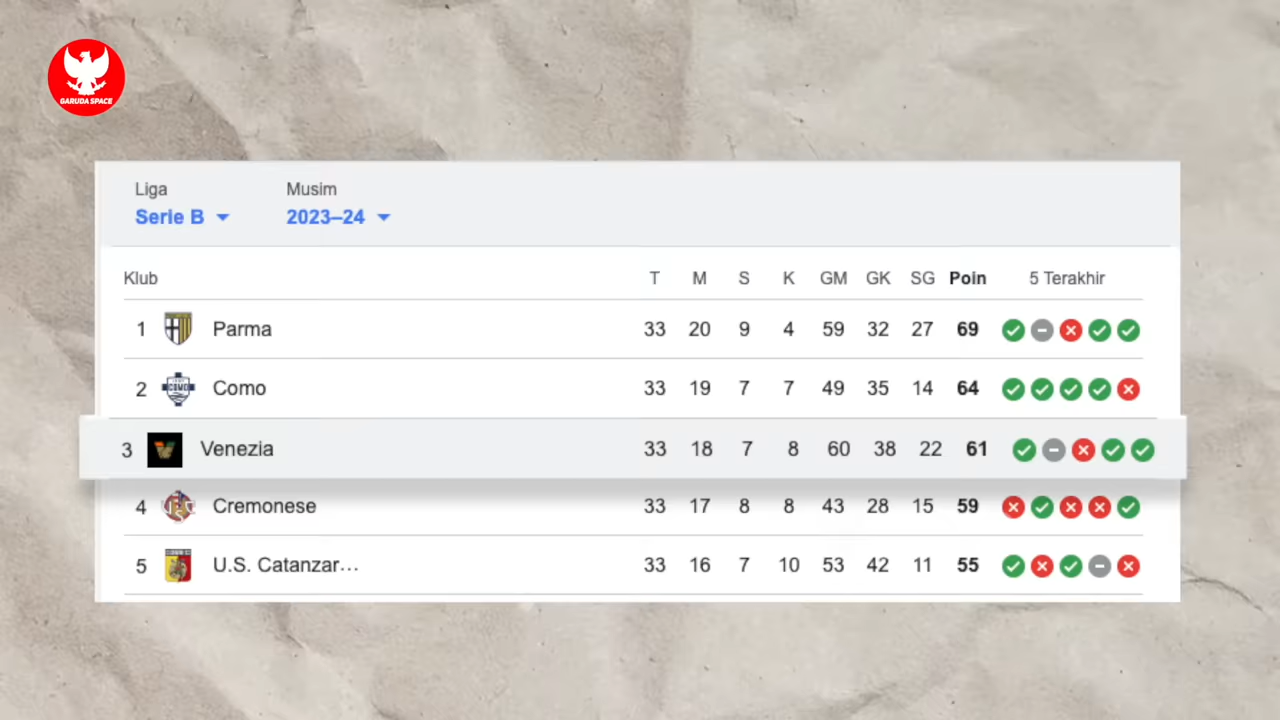 GARUDA SPACE
Liga Musim
Serie B 2023–24
Klub T M S K GM GK SG Poin 5 Terakhir
1 Parma 33 20 9 4 59 32 27 69
2 COMO Como 33 19 7 7 49 35 14 64
3 Venezia 33 18 7 8 60 38 22 61
4 Cremonese 33 17 8 8 43 28 15 59
5 U.S. Catanzar... 33 16 7 10 53 42 11 55